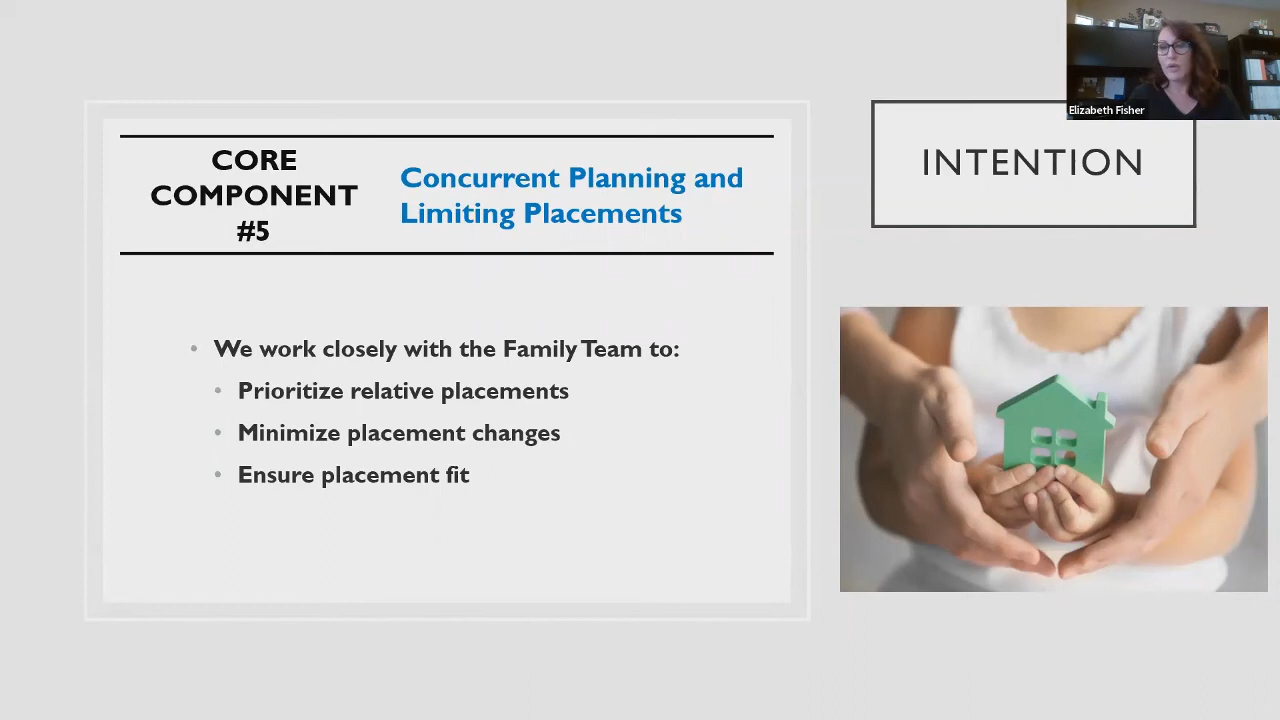 Elizabeth Fisher
INTENTION
CORE
COMPONENT
#5
Concurrent Planning and
Limiting Placements
• We work closely with the Family Team to:
• Prioritize relative placements
• Minimize placement changes
• Ensure placement fit